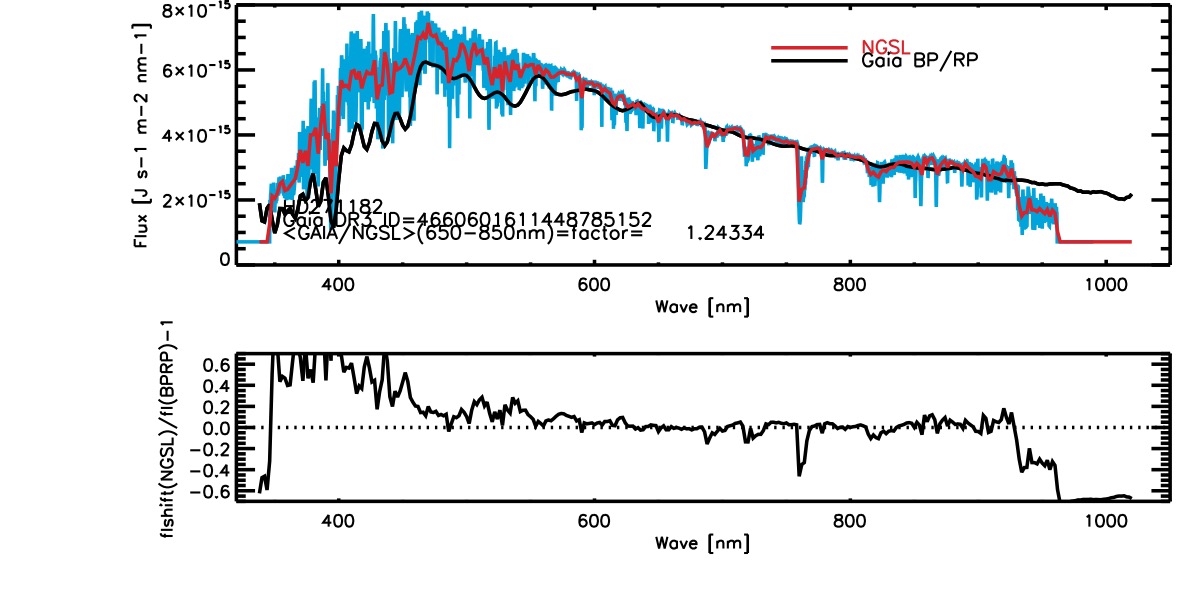 8×10⁻¹⁵
6×10⁻¹⁵
4×10⁻¹⁵
2×10⁻¹⁵
0
Flux [J s-1 m-2 nm-1]
NGSL
Gaia BP/RP
HD271182
Gaia DR3 ID=4660601611448785152
<GAIA/NGSL>(650-850nm)=factor= 1.24334
400 600 800 1000
Wave [nm]
flshift(NGSL)/fl(BPRP)-1
0.6
0.4
0.2
0.0
-0.2
-0.4
-0.6
400 600 800 1000
Wave [nm]